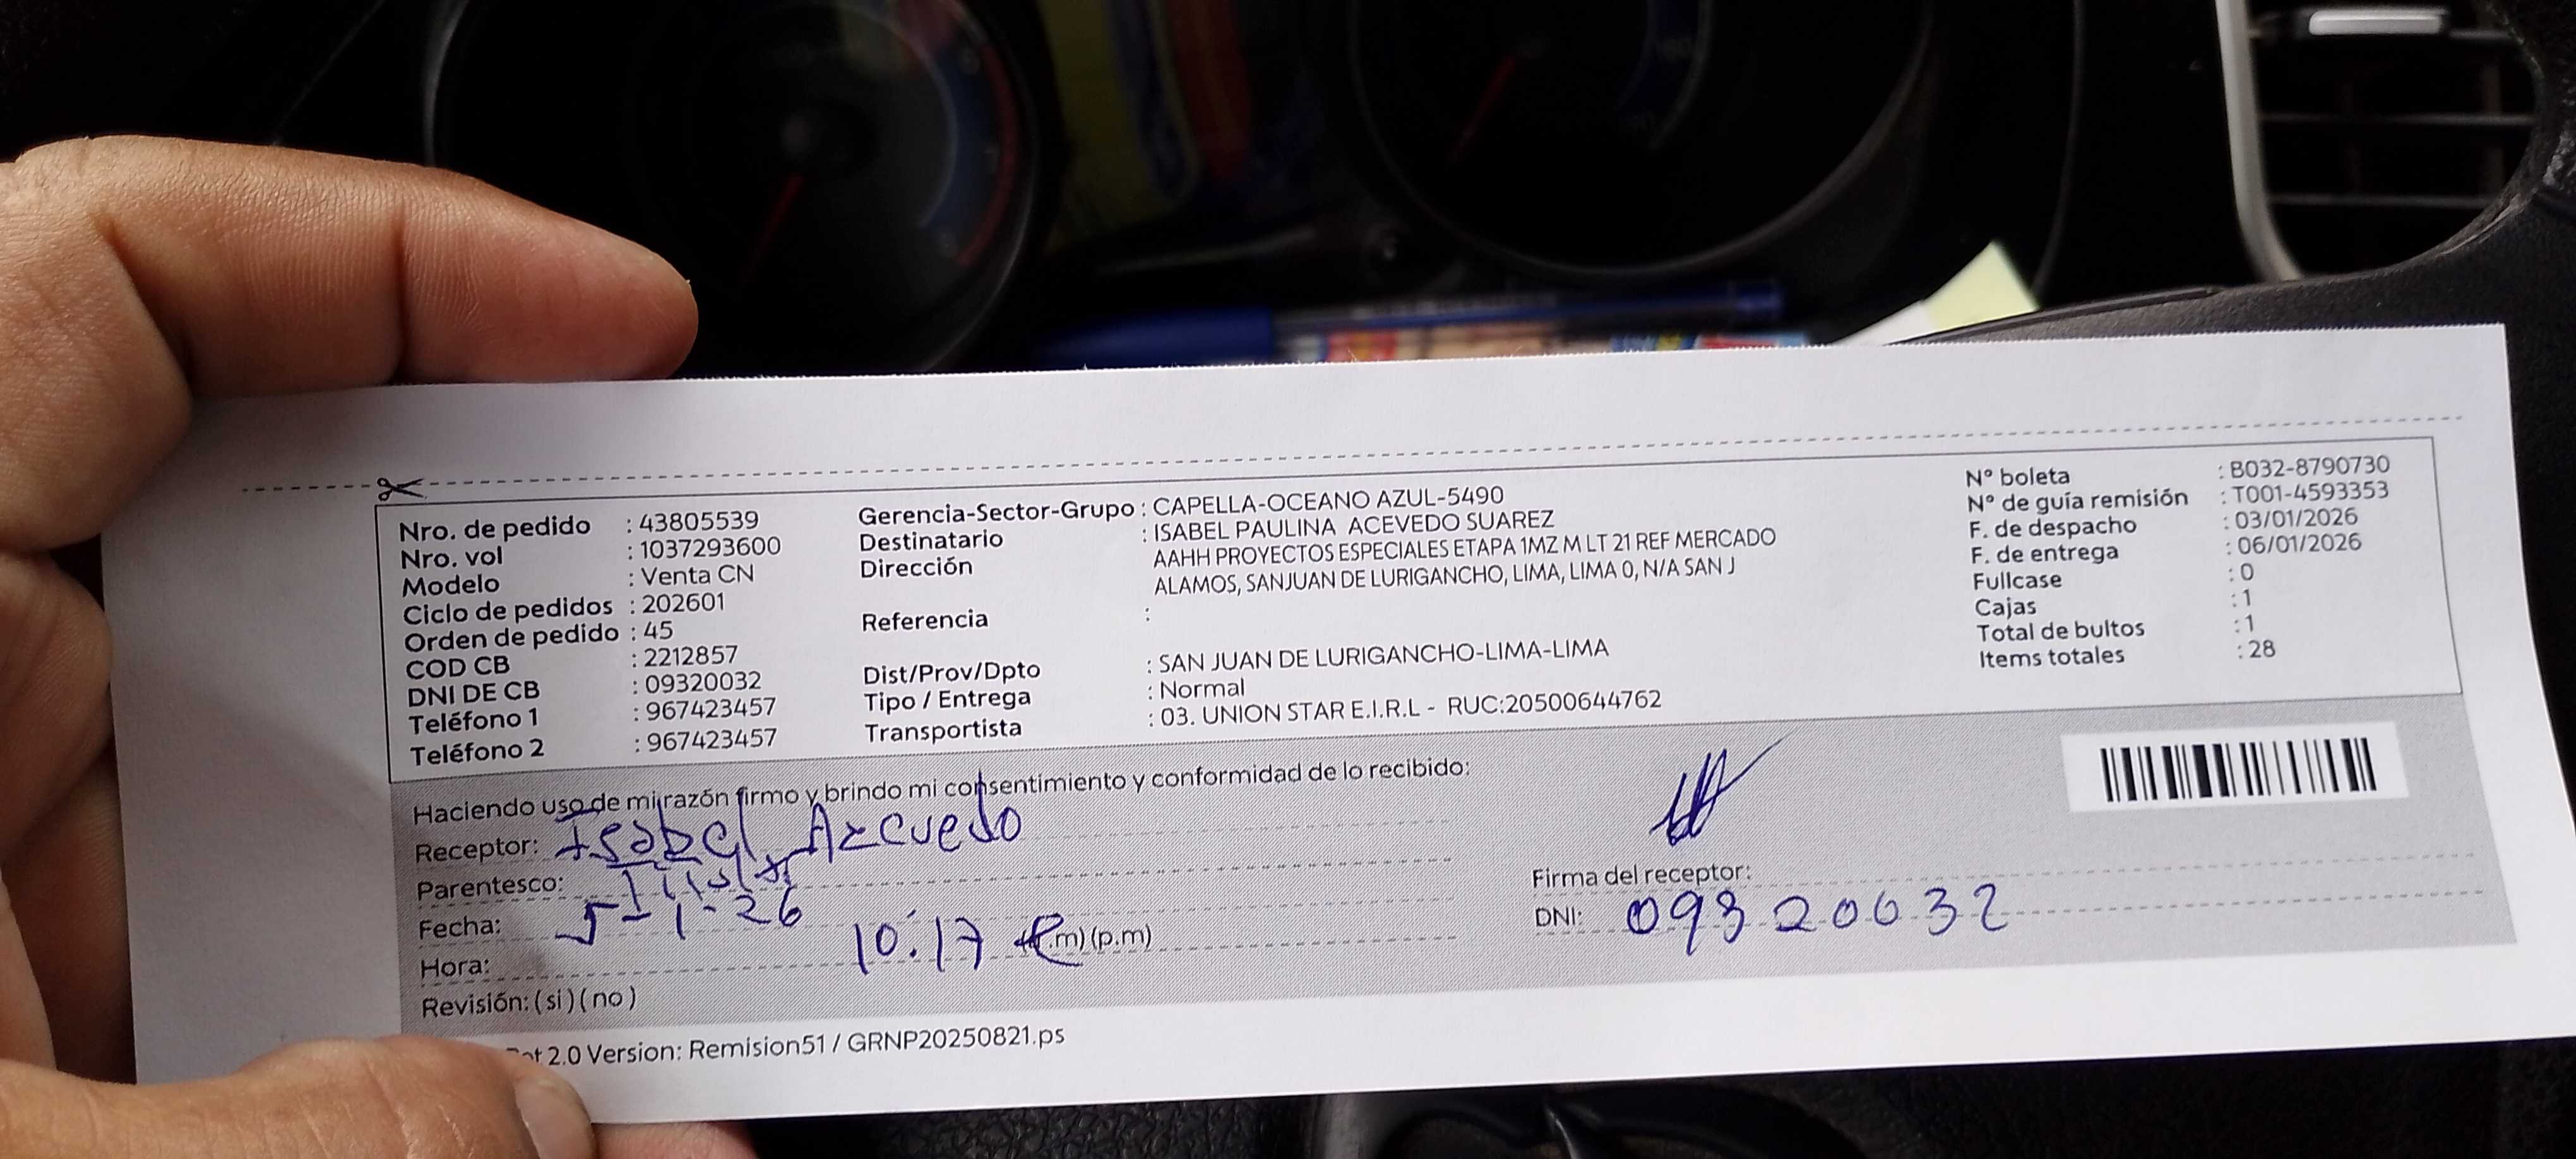 Nro. de pedido : 43805539
Nro. vol : 1037293600
Modelo : Venta CN
Ciclo de pedidos : 202601
Orden de pedido : 45
COD CB : 2212857
DNI DE CB : 09320032
Teléfono 1 : 967423457
Teléfono 2 : 967423457
Gerencia-Sector-Grupo : CAPELLA-OCEANO AZUL-5490
Destinatario : ISABEL PAULINA ACEVEDO SUAREZ
Dirección AAHH PROYECTOS ESPECIALES ETAPA 1MZ M LT 21 REF MERCADO
ALAMOS, SANJUAN DE LURIGANCHO, LIMA, LIMA 0, N/A SAN J
Referencia :
Dist/Prov/Dpto : SAN JUAN DE LURIGANCHO-LIMA-LIMA
Tipo / Entrega : Normal
Transportista : 03. UNION STAR E.I.R.L - RUC:20500644762
N° boleta : B032-8790730
N° de guía remisión : T001-4593353
F. de despacho : 03/01/2026
F. de entrega : 06/01/2026
Fullcase : 0
Cajas : 1
Total de bultos : 1
Items totales : 28
Haciendo uso de mi razón firmo y brindo mi consentimiento y conformidad de lo recibido:
Receptor: Isabel Azcuedo
Parentesco:
Fecha: 5-1-26
Hora: 10:17 .m) (p.m)
Revisión: (si) (no)
Firma del receptor:
DNI: 09320032
2.0 Version: Remision51 / GRNP20250821.ps